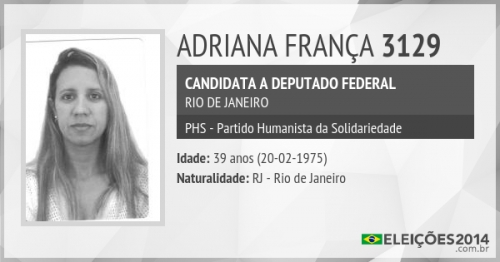 ADRIANA FRANÇA 3129
CANDIDATA A DEPUTADO FEDERAL
RIO DE JANEIRO
PHS - Partido Humanista da Solidariedade
Idade: 39 anos (20-02-1975)
Naturalidade: RJ - Rio de Janeiro
ELEIÇÕES2014
.com.br